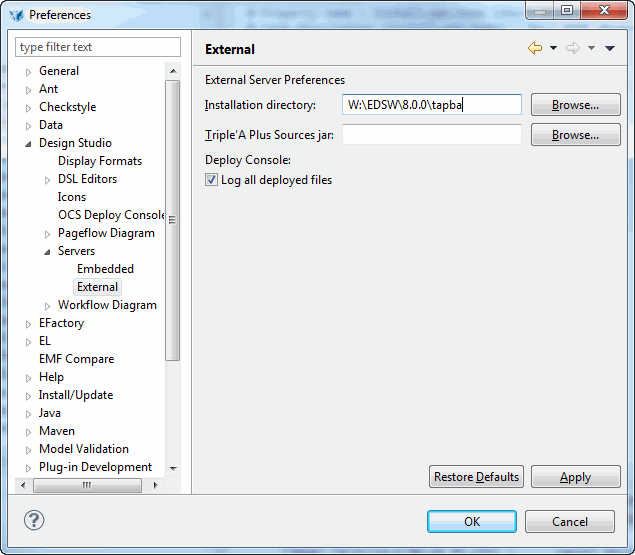 Preferences
type filter text
General
Ant
Checkstyle
Data
Design Studio
Display Formats
DSL Editors
Icons
OCS Deploy Console
Pageflow Diagram
Servers
Embedded
External
Workflow Diagram
EFactory
EL
EMF Compare
Help
Install/Update
Java
Maven
Model Validation
Plug-in Development
External
External Server Preferences
Installation directory: W:\EDSW\8.0.0\tapba Browse...
Triple'A Plus Sources jar: Browse...
Deploy Console:
Log all deployed files
Restore Defaults Apply
? OK Cancel